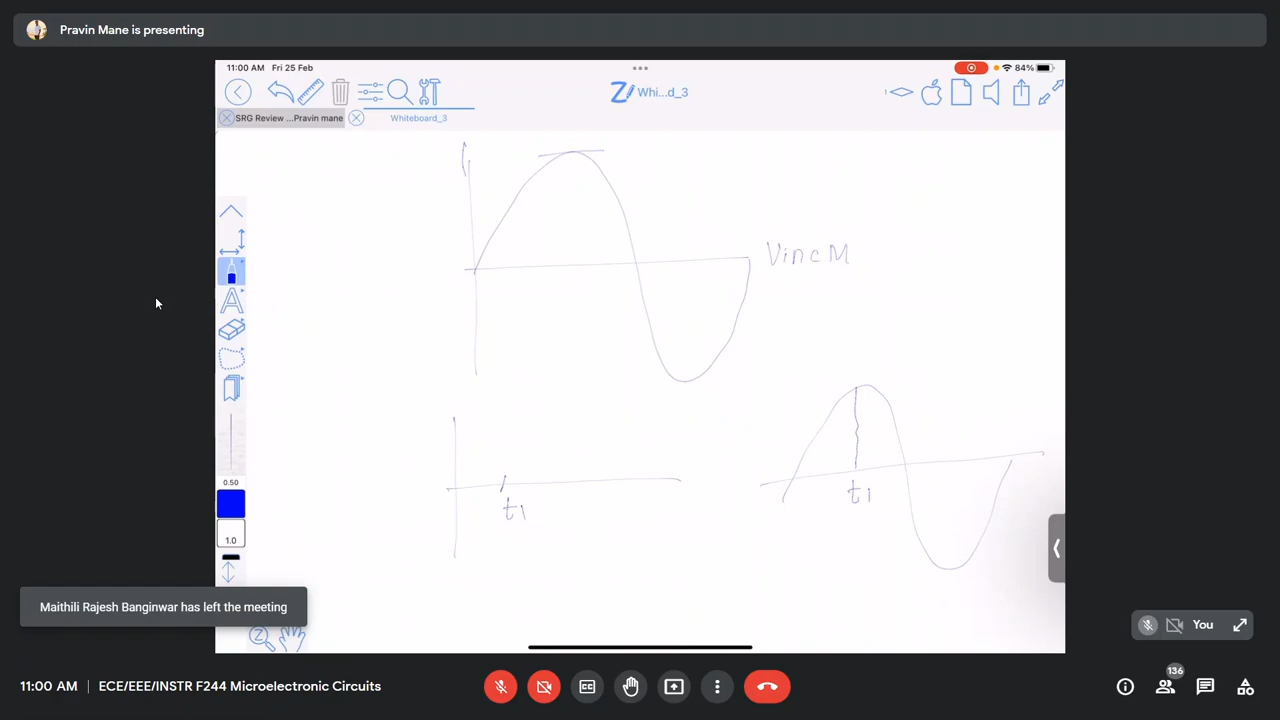 Pravin Mane is presenting
11:00 AM Fri 25 Feb
84%
Whi...d_3
1
SRG Review ...Pravin mane
Whiteboard_3
VincM
A
0.50
t1
t1
1.0
Maithili Rajesh Banginwar has left the meeting
You
Z
136
11:00 AM | ECE/EEE/INSTR F244 Microelectronic Circuits
CC